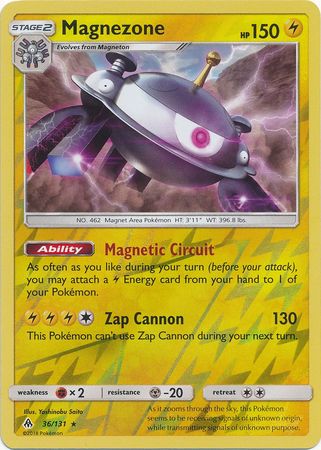 STAGE2 Magnezone HP 150
Evolves from Magneton
NO. 462 Magnet Area Pokémon HT: 3'11" WT: 396.8 lbs.
Ability Magnetic Circuit
As often as you like during your turn (before your attack),
you may attach a Energy card from your hand to 1 of
your Pokémon.
Zap Cannon 130
This Pokémon can't use Zap Cannon during your next turn.
weakness ×2 resistance -20 retreat
Illus. Yoshinobu Saito
36/131 ★
©2018 Pokémon
As it zooms through the sky, this Pokémon
seems to be receiving signals of unknown origin,
while transmitting signals of unknown purpose.